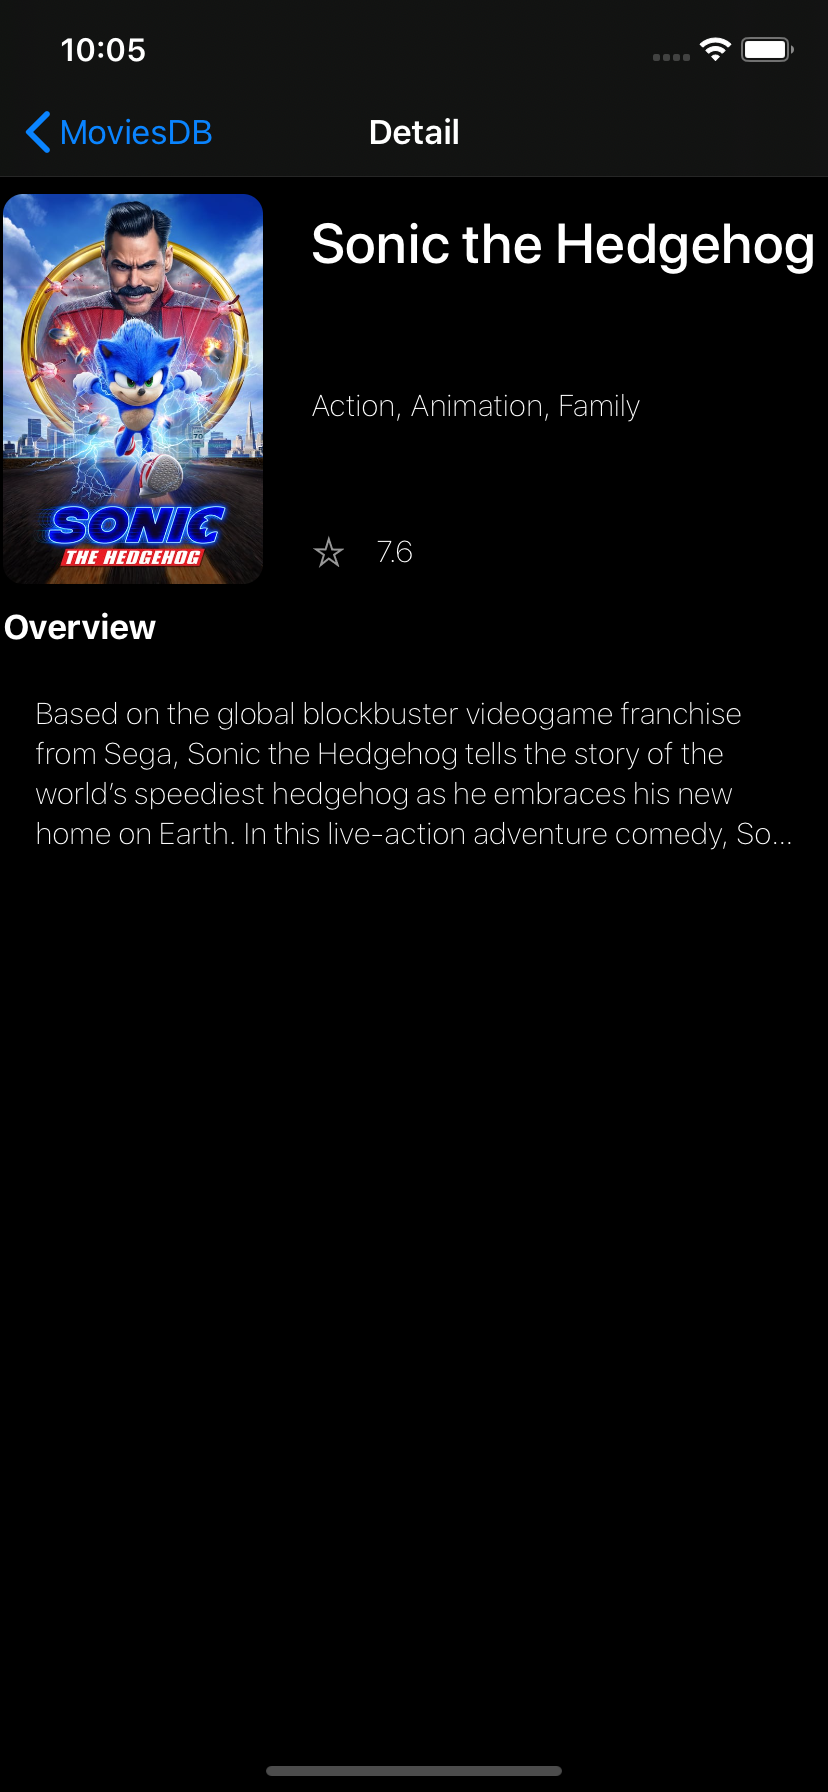 10:05
MoviesDB
Detail
Sonic the Hedgehog
Action, Animation, Family
7.6
SONIC
THE HEDGEHOG
Overview
Based on the global blockbuster videogame franchise
from Sega, Sonic the Hedgehog tells the story of the
world’s speediest hedgehog as he embraces his new
home on Earth. In this live-action adventure comedy, So...